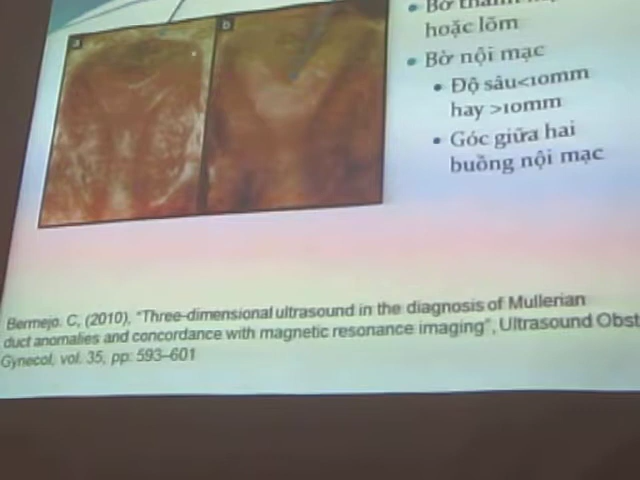 a
b
• Bờ
hoặc lõm
• Bờ nội mạc
• Độ sâu<10mm
hay >10mm
• Góc giữa hai
buồng nội mạc
Bermejo. C, (2010), "Three-dimensional ultrasound in the diagnosis of Mullerian
duct anomalies and concordance with magnetic resonance imaging", Ultrasound Obst
Gynecol, vol. 35, pp: 593–601